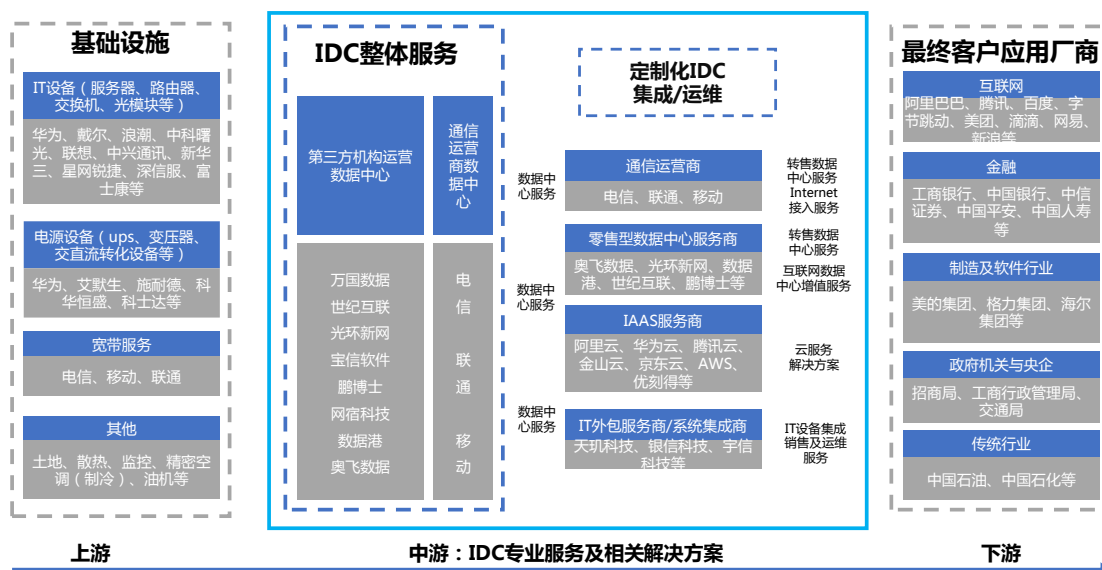 基础设施
IT设备（服务器、路由器、
交换机、光模块等）
华为、戴尔、浪潮、中科曙
光、联想、中兴通讯、新华
三、星网锐捷、深信服、富
士康等
电源设备（ups、变压器、
交直流转化设备等）
华为、艾默生、施耐德、科
华恒盛、科士达等
宽带服务
电信、移动、联通
其他
土地、散热、监控、精密空
调（制冷）、油机等
上游
IDC整体服务
第三方机构运营
数据中心
通信
运营
商数
据中
心
万国数据
世纪互联
光环新网
宝信软件
鹏博士
网宿科技
数据港
奥飞数据
电
信
联
通
移
动
数据中
心服务
数据中
心服务
数据中
心服务
定制化IDC
集成/运维
通信运营商
电信、联通、移动
零售型数据中心服务商
奥飞数据、光环新网、数据
港、世纪互联、鹏博士等
IAAS服务商
阿里云、华为云、腾讯云、
金山云、京东云、AWS、
优刻得等
IT外包服务商/系统集成商
天玑科技、银信科技、宇信
科技等
转售数据
中心服务
Internet
接入服务
转售数据
中心服务
互联网数据
中心增值服务
云服务
解决方案
IT设备集成
销售及运维
服务
中游：IDC专业服务及相关解决方案
最终客户应用厂商
互联网
阿里巴巴、腾讯、百度、字
节跳动、美团、滴滴、网易、
新浪等
金融
工商银行、中国银行、中信
证券、中国平安、中国人寿
等
制造及软件行业
美的集团、格力集团、海尔
集团等
政府机关与央企
招商局、工商行政管理局、
交通局
传统行业
中国石油、中国石化等
下游